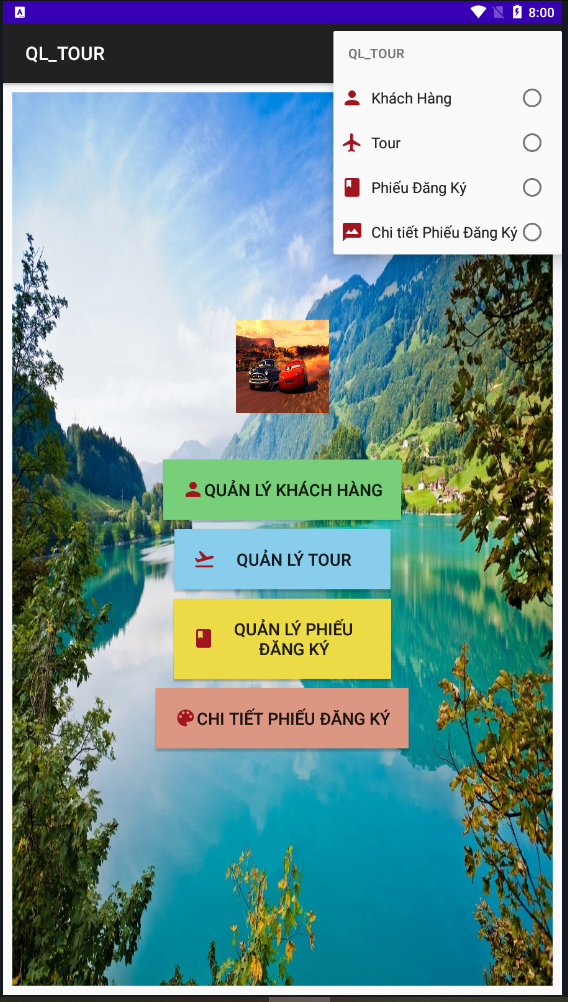 8:00
QL_TOUR
QL_TOUR
Khách Hàng
Tour
Phiếu Đăng Ký
Chi tiết Phiếu Đăng Ký
QUẢN LÝ KHÁCH HÀNG
QUẢN LÝ TOUR
QUẢN LÝ PHIẾU
ĐĂNG KÝ
CHI TIẾT PHIẾU ĐĂNG KÝ